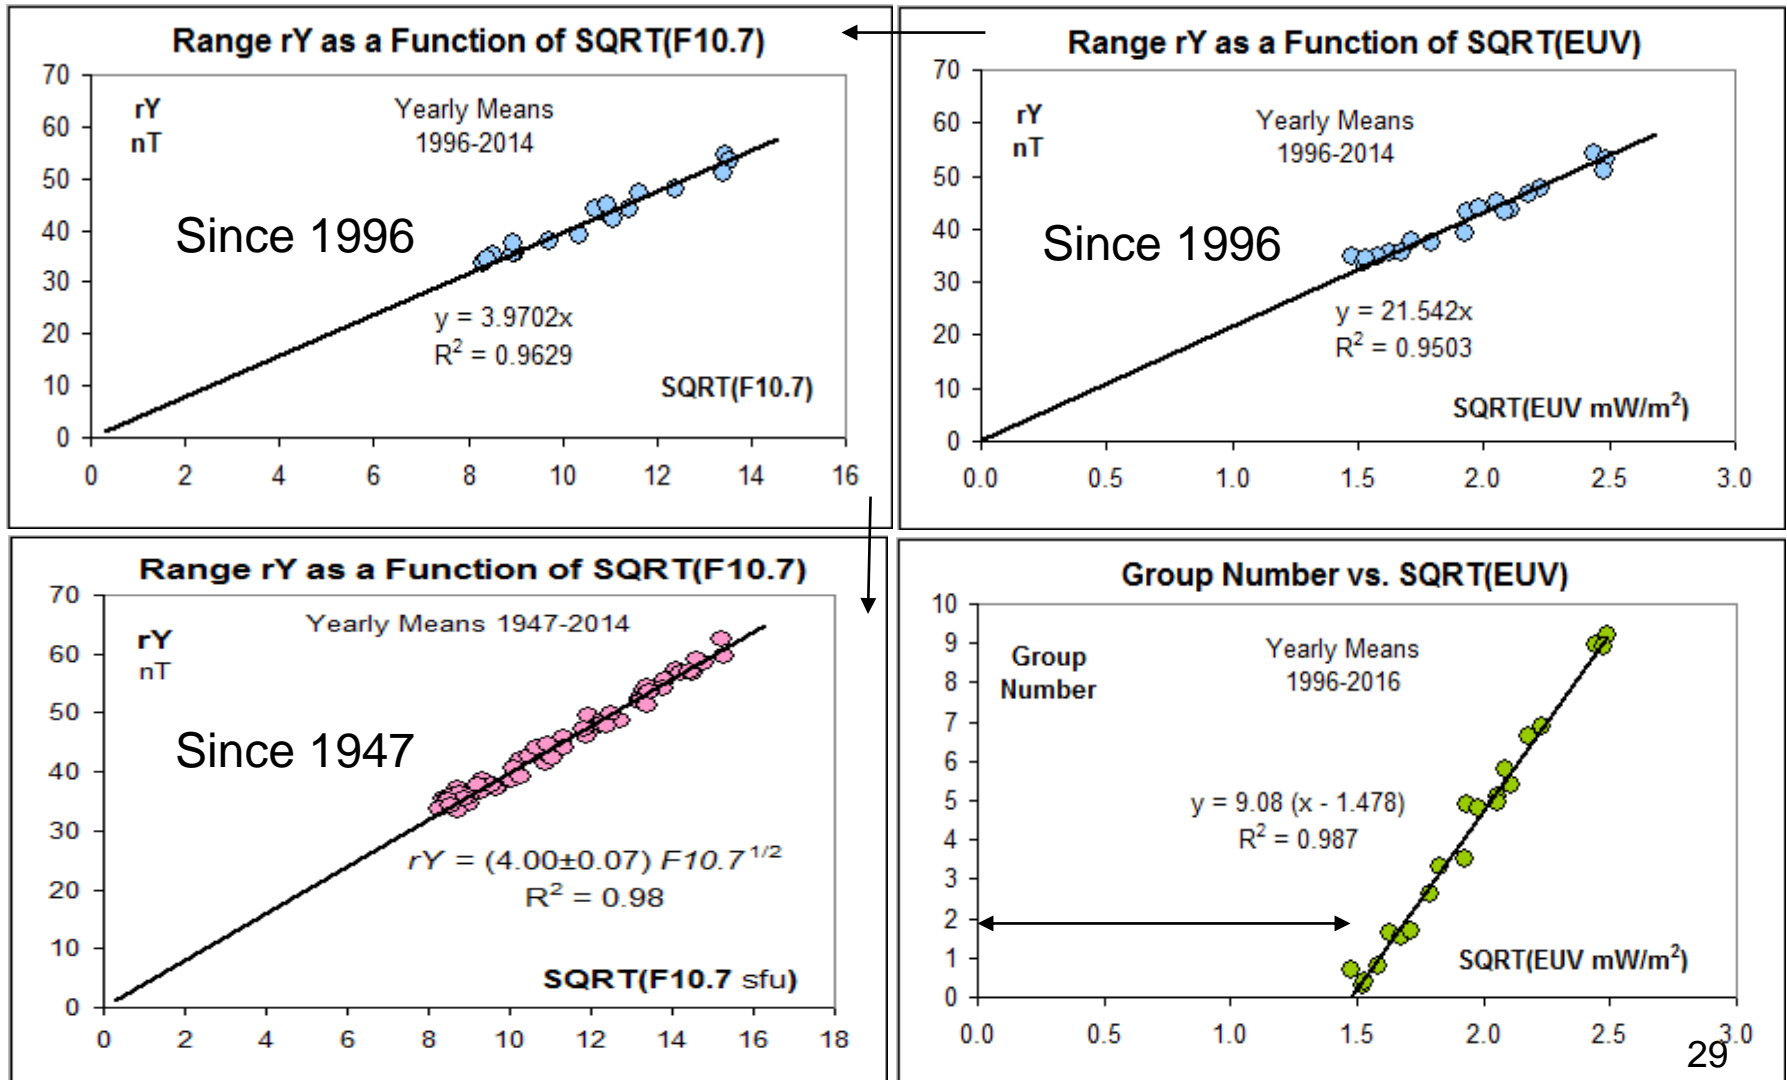 Range rY as a Function of SQRT(F10.7)
70
60
50
40
30
20
10
0
rY
nT
Yearly Means
1996-2014
Since 1996
y = 3.9702x
R² = 0.9629
SQRT(F10.7)
0 2 4 6 8 10 12 14 16
Range rY as a Function of SQRT(EUV)
70
60
50
40
30
20
10
0
rY
nT
Yearly Means
1996-2014
Since 1996
y = 21.542x
R² = 0.9503
SQRT(EUV mW/m²)
0.0 0.5 1.0 1.5 2.0 2.5 3.0
Range rY as a Function of SQRT(F10.7)
70
60
50
40
30
20
10
0
rY
nT
Yearly Means 1947-2014
Since 1947
rY = (4.00±0.07) F10.7^1/2
R² = 0.98
SQRT(F10.7 sfu)
0 2 4 6 8 10 12 14 16 18
Group Number vs. SQRT(EUV)
10
9
8
7
6
5
4
3
2
1
0
Group
Number
Yearly Means
1996-2016
y = 9.08 (x - 1.478)
R² = 0.987
SQRT(EUV mW/m²)
0.0 0.5 1.0 1.5 2.0 2.5 3.0
29